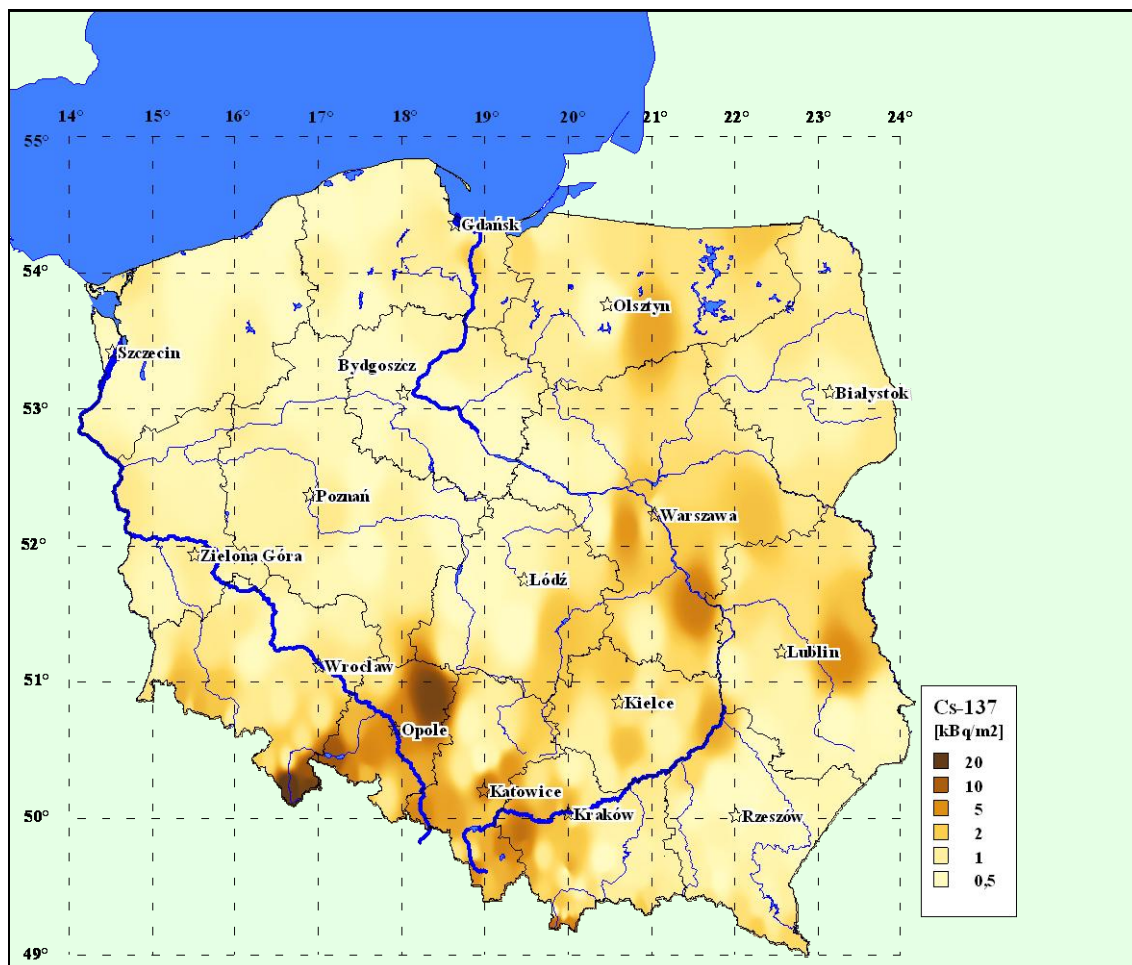 14° 15° 16° 17° 18° 19° 20° 21° 22° 23° 24°
55°
Gdańsk
54°
Olsztyn
Szczecin
Bydgoszcz
Białystok
53°
Poznań
Warszawa
52°
Zielona Góra
Łódź
Lublin
Wrocław
51°
Kielce
Opole
Katowice
50°
Kraków
Rzeszów
49°
Cs-137
[kBq/m2]
20
10
5
2
1
0,5